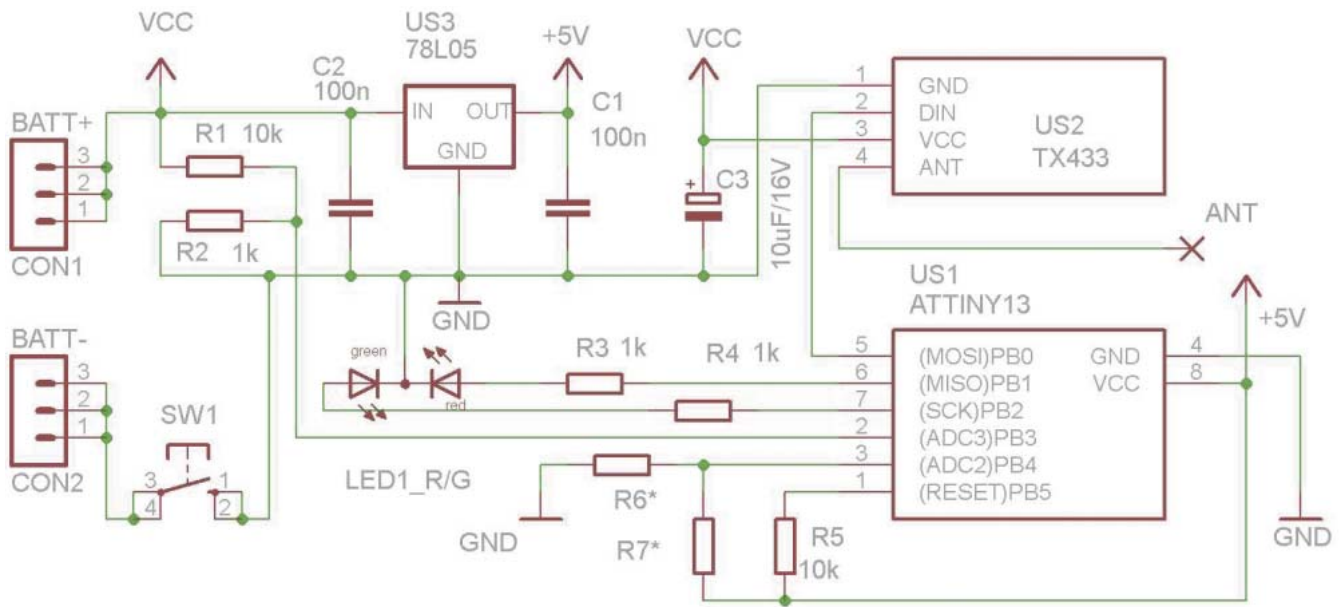 VCC
US3
78L05
+5V
C2
100n
IN
OUT
GND
C1
100n
BATT+
3
2
1
CON1
R1 10k
R2 1k
VCC
C3
+
10uF/16V
1
2
3
4
GND
DIN
VCC
ANT
US2
TX433
ANT
GND
US1
ATTINY13
+5V
BATT-
3
2
1
CON2
SW1
3
4
1
2
green
red
LED1_R/G
R3 1k
R4 1k
5
6
7
2
3
1
(MOSI)PB0
(MISO)PB1
(SCK)PB2
(ADC3)PB3
(ADC2)PB4
(RESET)PB5
GND
VCC
4
8
GND
R6*
R7*
R5
10k
GND